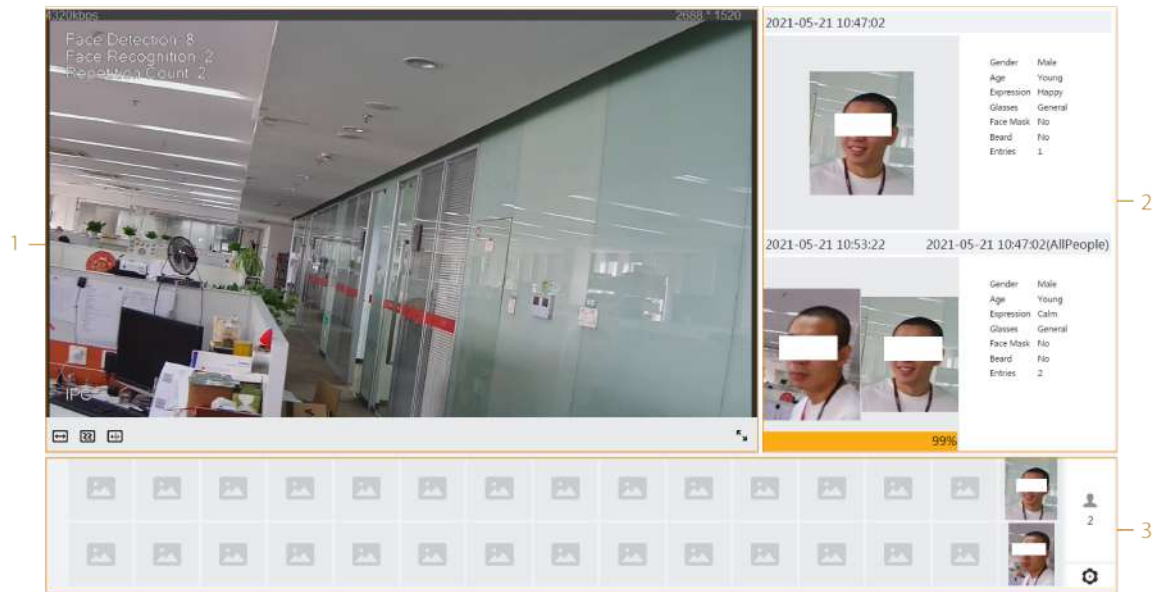 4320kbps
2688 * 1520
Face Detection 8
Face Recognition 2
Repetition Count 2
IPC
1
2021-05-21 10:47:02
Gender Male
Age Young
Expression Happy
Glasses General
Face Mask No
Beard No
Entries 1
2
2021-05-21 10:53:22 2021-05-21 10:47:02(AllPeople)
Gender Male
Age Young
Expression Calm
Glasses General
Face Mask No
Beard No
Entries 2
99%
2
3